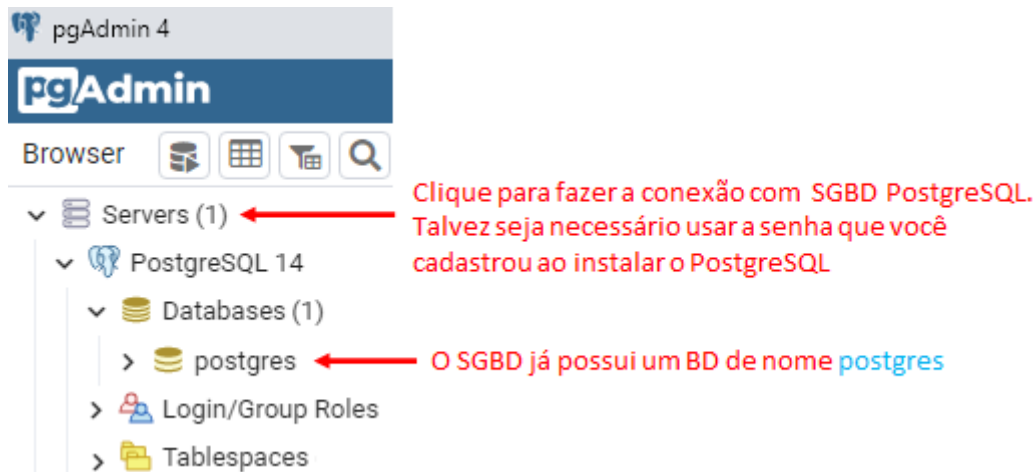 pgAdmin 4
pgAdmin
Browser
Servers (1)
Clique para fazer a conexão com SGBD PostgreSQL.
Talvez seja necessário usar a senha que você
cadastrou ao instalar o PostgreSQL
PostgreSQL 14
Databases (1)
postgres
O SGBD já possui um BD de nome postgres
Login/Group Roles
Tablespaces